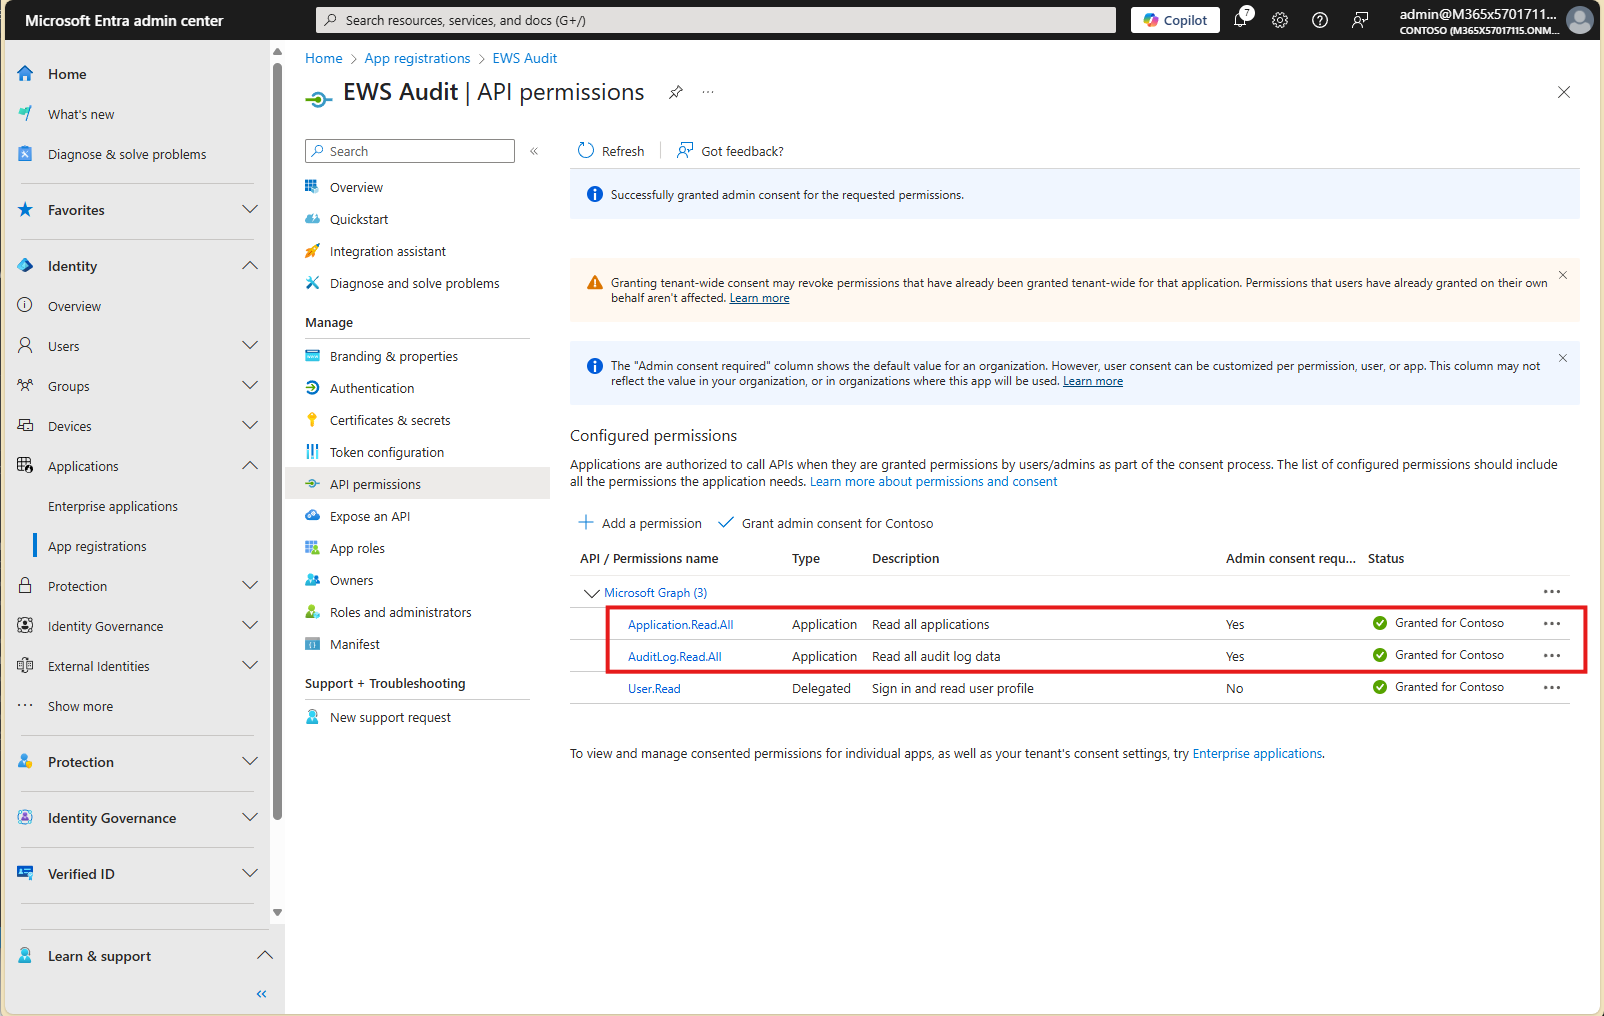 Microsoft Entra admin center
Search resources, services, and docs (G+/)
Copilot
7
admin@M365x5701711...
CONTOSO (M365X57017115.ONM...
Home
What's new
Diagnose & solve problems
Favorites
Identity
Overview
Users
Groups
Devices
Applications
Enterprise applications
App registrations
Protection
Identity Governance
External Identities
Show more
Protection
Identity Governance
Verified ID
Learn & support
Home > App registrations > EWS Audit
EWS Audit | API permissions
Search
Overview
Quickstart
Integration assistant
Diagnose and solve problems
Manage
Branding & properties
Authentication
Certificates & secrets
Token configuration
API permissions
Expose an API
App roles
Owners
Roles and administrators
Manifest
Support + Troubleshooting
New support request
Refresh
Got feedback?
Successfully granted admin consent for the requested permissions.
Granting tenant-wide consent may revoke permissions that have already been granted tenant-wide for that application. Permissions that users have already granted on their own
behalf aren't affected. Learn more
The "Admin consent required" column shows the default value for an organization. However, user consent can be customized per permission, user, or app. This column may not
reflect the value in your organization, or in organizations where this app will be used. Learn more
Configured permissions
Applications are authorized to call APIs when they are granted permissions by users/admins as part of the consent process. The list of configured permissions should include
all the permissions the application needs. Learn more about permissions and consent
Add a permission
Grant admin consent for Contoso
API / Permissions name Type Description Admin consent requ... Status
Microsoft Graph (3)
Application.Read.All Application Read all applications Yes Granted for Contoso
AuditLog.Read.All Application Read all audit log data Yes Granted for Contoso
User.Read Delegated Sign in and read user profile No Granted for Contoso
To view and manage consented permissions for individual apps, as well as your tenant's consent settings, try Enterprise applications.